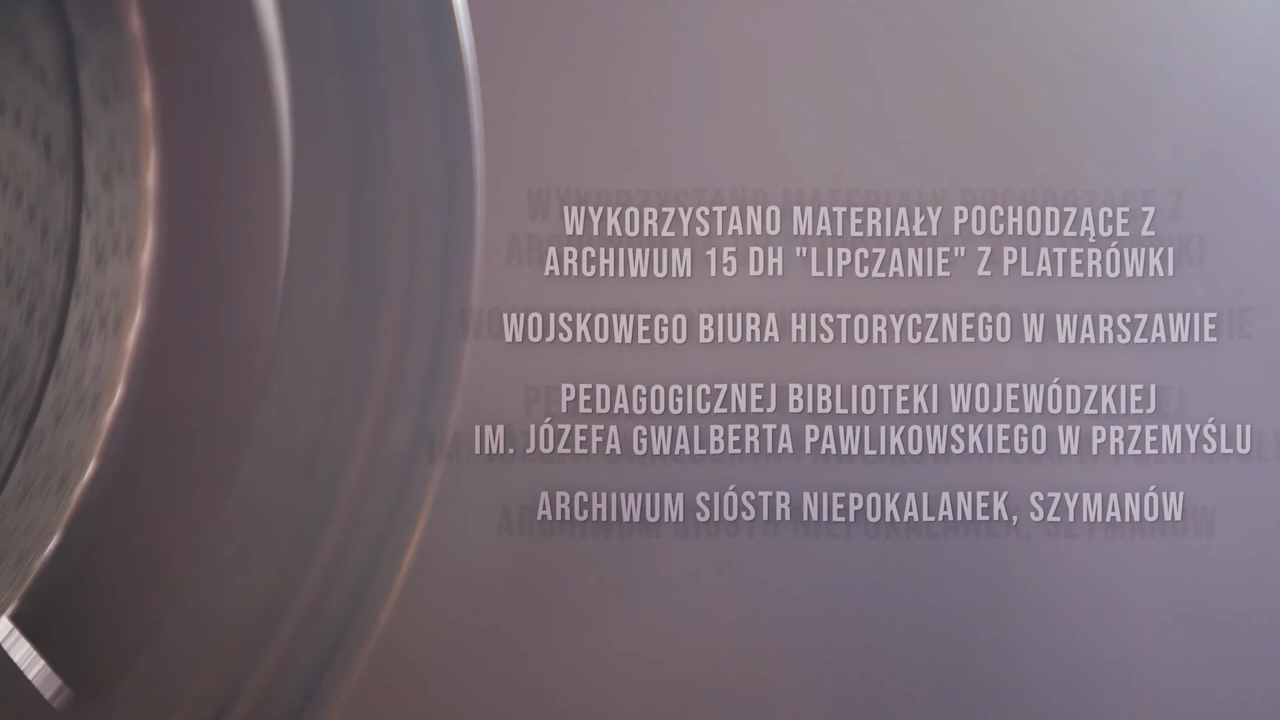 WYKORZYSTANO MATERIAŁY POCHODZĄCE Z
ARCHIWUM 15 DH "LIPCZANIE" Z PLATERÓWKI
WOJSKOWEGO BIURA HISTORYCZNEGO W WARSZAWIE
PEDAGOGICZNEJ BIBLIOTEKI WOJEWÓDZKIEJ
IM. JÓZEFA GWALBERTA PAWLIKOWSKIEGO W PRZEMYŚLU
ARCHIWUM SIÓSTR NIEPOKALANEK, SZYMANÓW